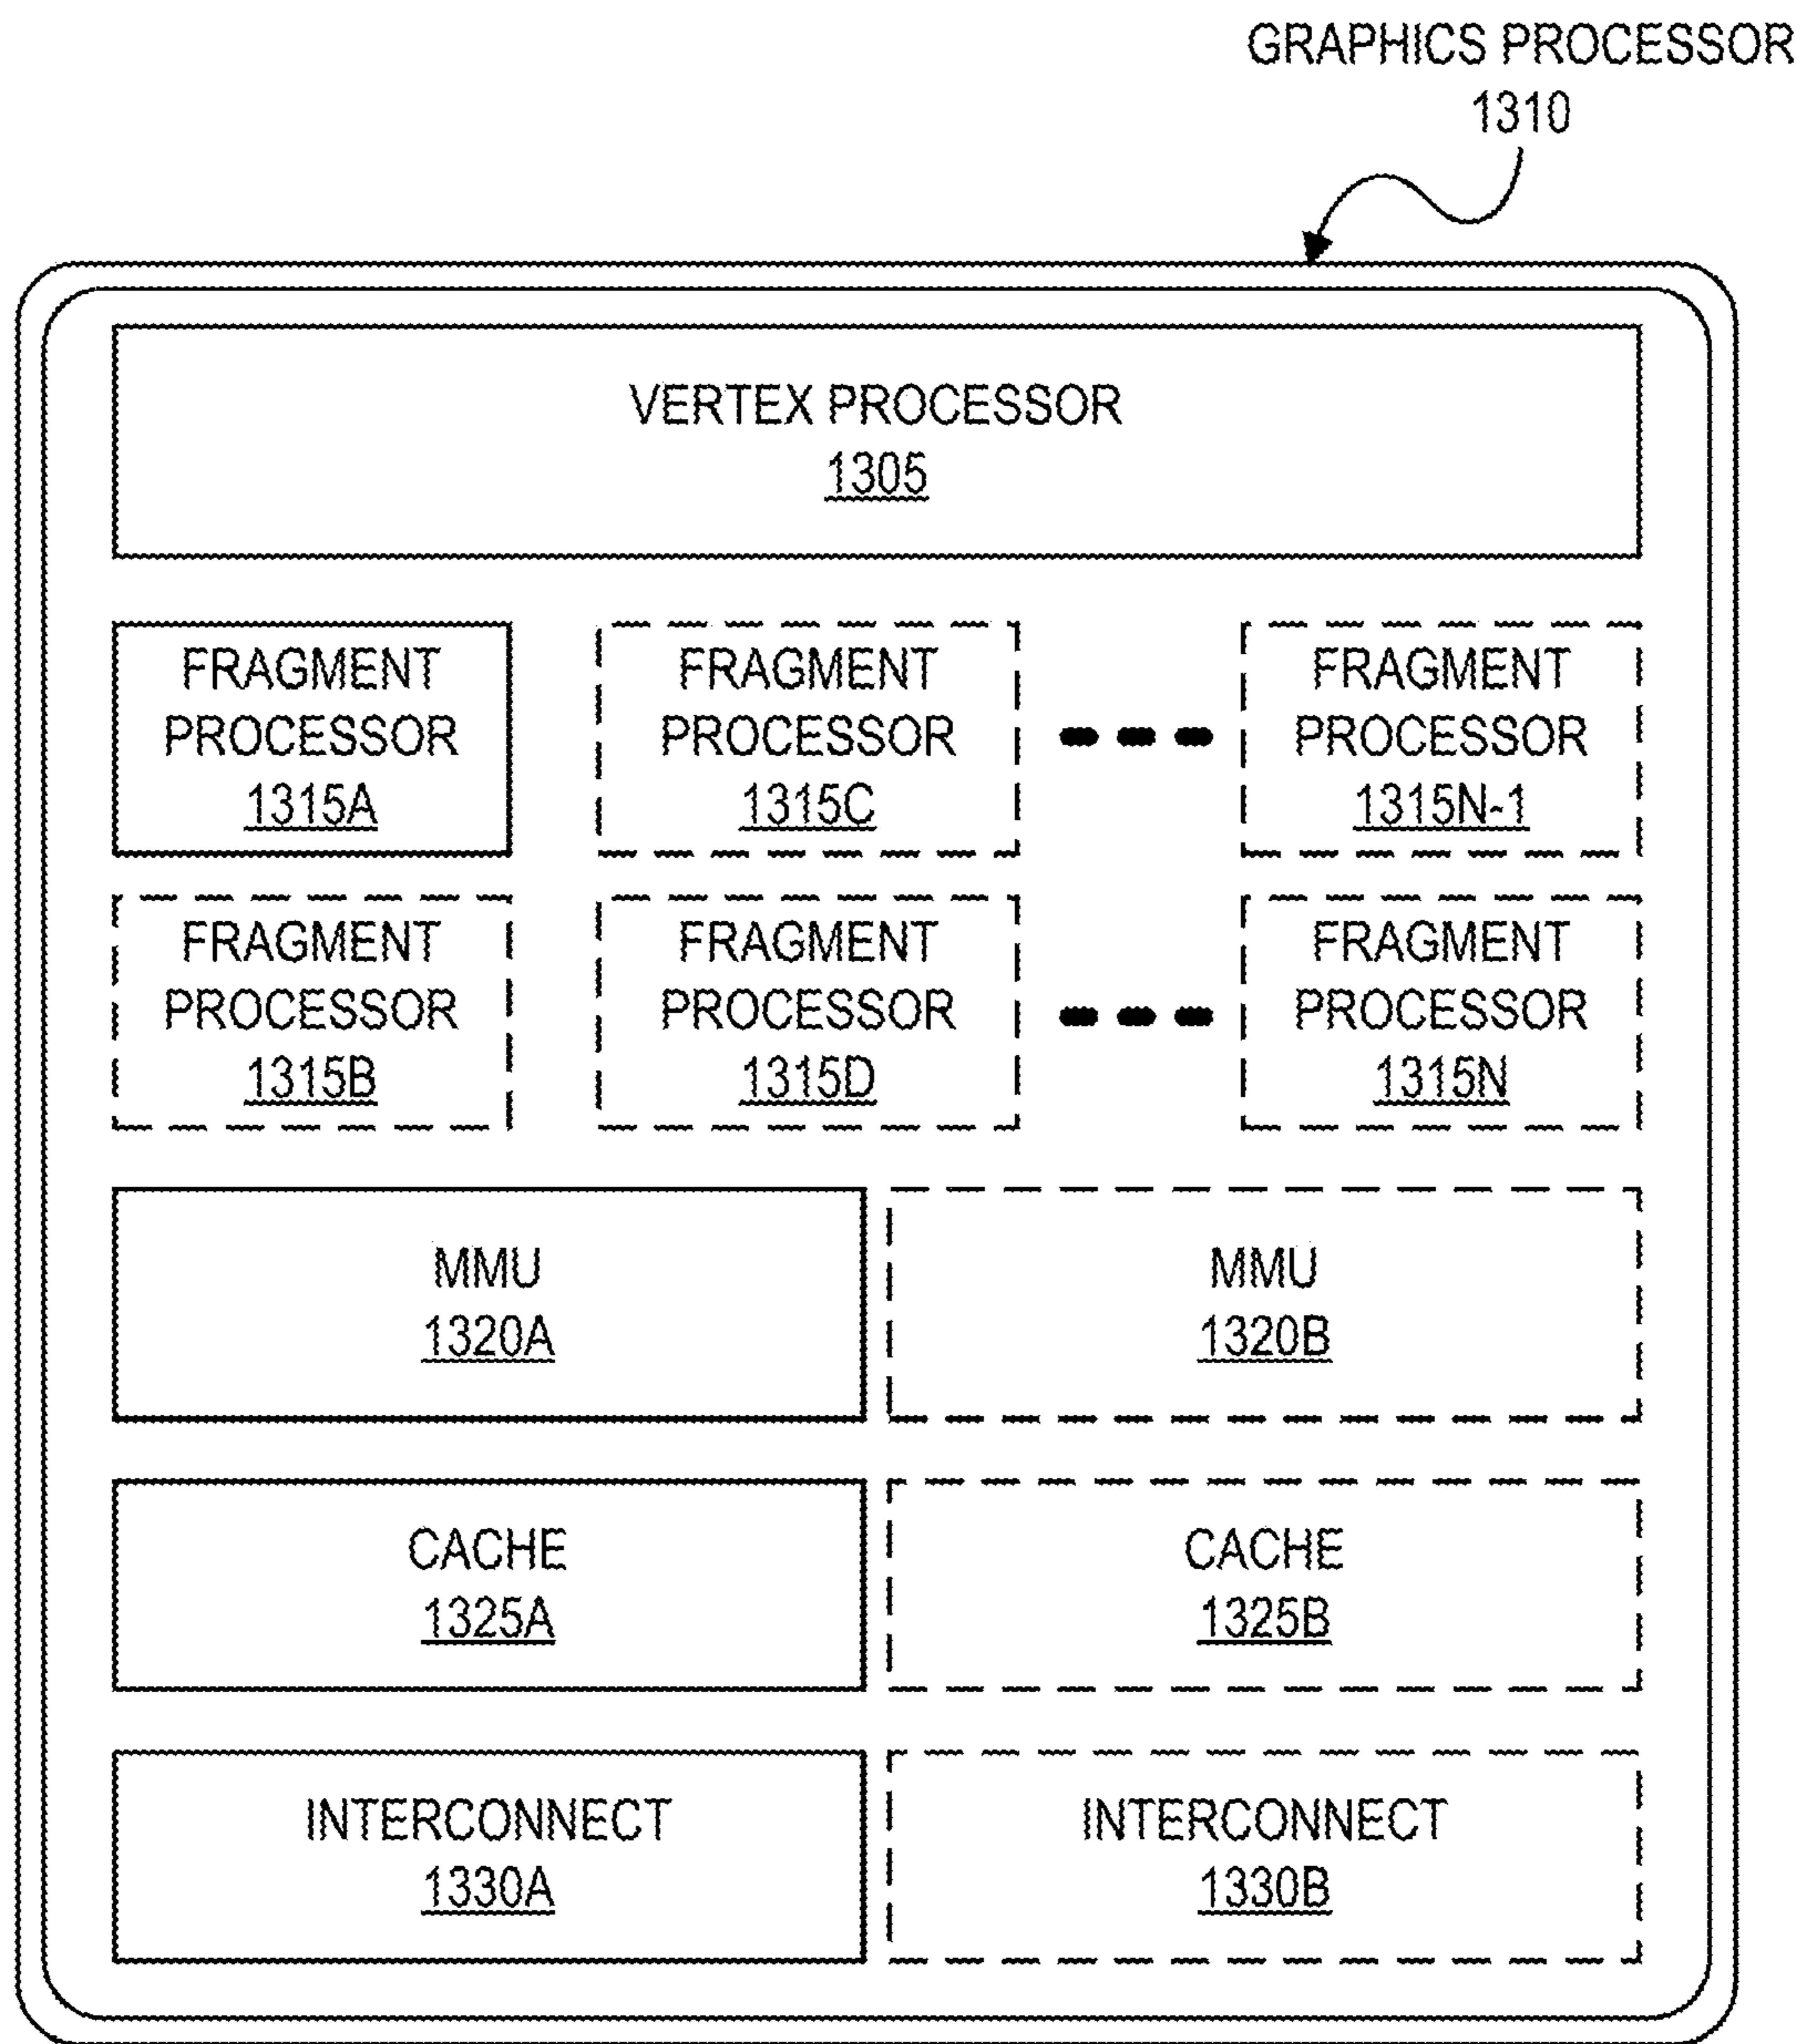 GRAPHICS PROCESSOR
1310
VERTEX PROCESSOR
1305
FRAGMENT
PROCESSOR
1315A
FRAGMENT
PROCESSOR
1315C
FRAGMENT
PROCESSOR
1315N-1
FRAGMENT
PROCESSOR
1315B
FRAGMENT
PROCESSOR
1315D
FRAGMENT
PROCESSOR
1315N
MMU
1320A
MMU
1320B
CACHE
1325A
CACHE
1325B
INTERCONNECT
1330A
INTERCONNECT
1330B